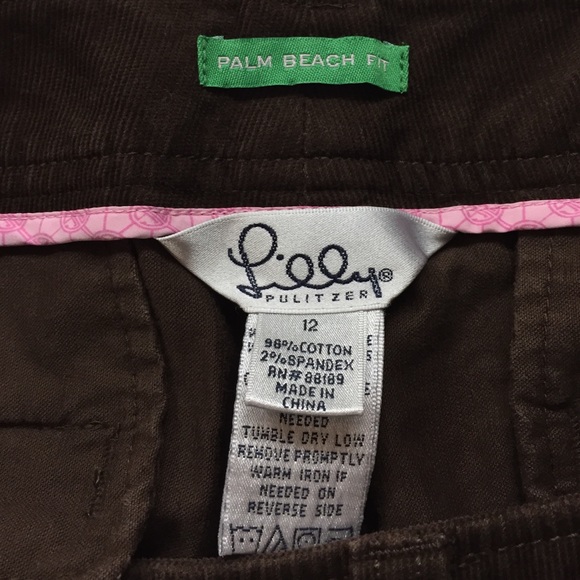 PALM BEACH FIT
Lilly®
PULITZER
12
98% COTTON
2% SPANDEX
RN# 88189
MADE IN
CHINA
NEEDED
TUMBLE DRY LOW
REMOVE PROMPTLY
WARM IRON IF
NEEDED ON
REVERSE SIDE